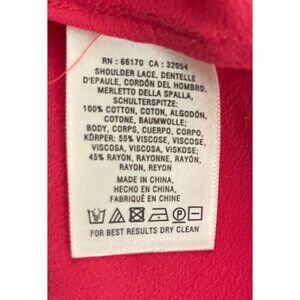 RN : 66170 CA : 32054
SHOULDER LACE, DENTELLE
D'EPAULE, CORDÓN DEL HOMBRO,
MERLETTO DELLA SPALLA,
SCHULTERSPITZE:
100% COTTON, COTON, ALGODÓN,
COTONE, BAUMWOLLE;
BODY, CORPS, CUERPO, CORPO,
KÖRPER: 55% VISCOSE, VISCOSE,
VISCOSA, VISCOSA, VISKOSE;
45% RAYON, RAYONNE, RAYÓN,
RAYON, REYON
MADE IN CHINA,
HECHO EN CHINA,
FABRIQUÉ EN CHINE
P
FOR BEST RESULTS DRY CLEAN